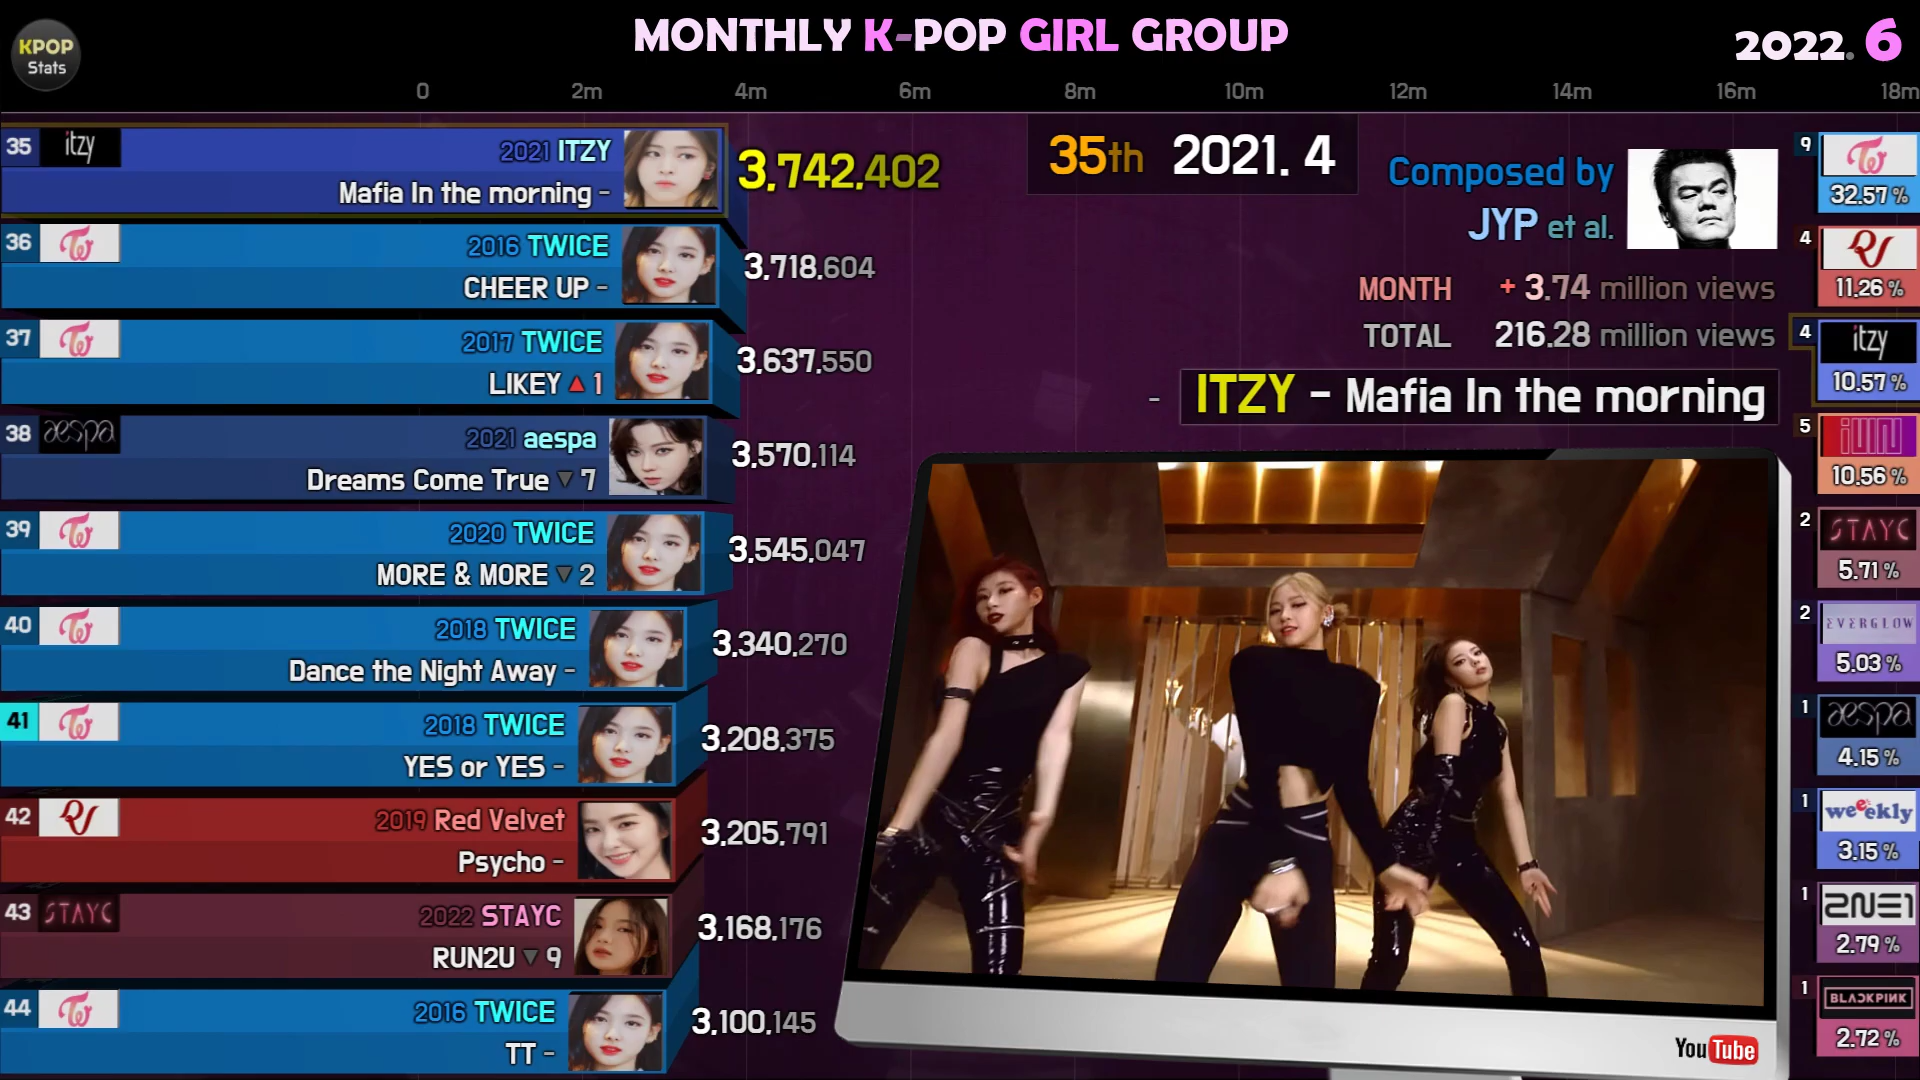 KPOP
Stats
MONTHLY K-POP GIRL GROUP
2022. 6
0 2m 4m 6m 8m 10m 12m 14m 16m 18m
35 itzy 2021 ITZY
Mafia In the morning -
3,742,402
36 2016 TWICE
CHEER UP -
3,718,604
37 2017 TWICE
LIKEY ▲ 1
3,637,550
38 aespa 2021 aespa
Dreams Come True ▼ 7
3,570,114
39 2020 TWICE
MORE & MORE ▼ 2
3,545,047
40 2018 TWICE
Dance the Night Away -
3,340,270
41 2018 TWICE
YES or YES -
3,208,375
42 2019 Red Velvet
Psycho -
3,205,791
43 STAYC 2022 STAYC
RUN2U ▼ 9
3,168,176
44 2016 TWICE
TT -
3,100,145
35th 2021. 4
Composed by
JYP et al.
MONTH + 3.74 million views
TOTAL 216.28 million views
- ITZY - Mafia In the morning
YouTube
9
32.57 %
4
11.26 %
4 itzy
10.57 %
5
10.56 %
2 STAYC
5.71 %
2 EVERGLOW
5.03 %
1 aespa
4.15 %
1 weeekly
3.15 %
1 2NE1
2.79 %
1 BLACKPINK
2.72 %